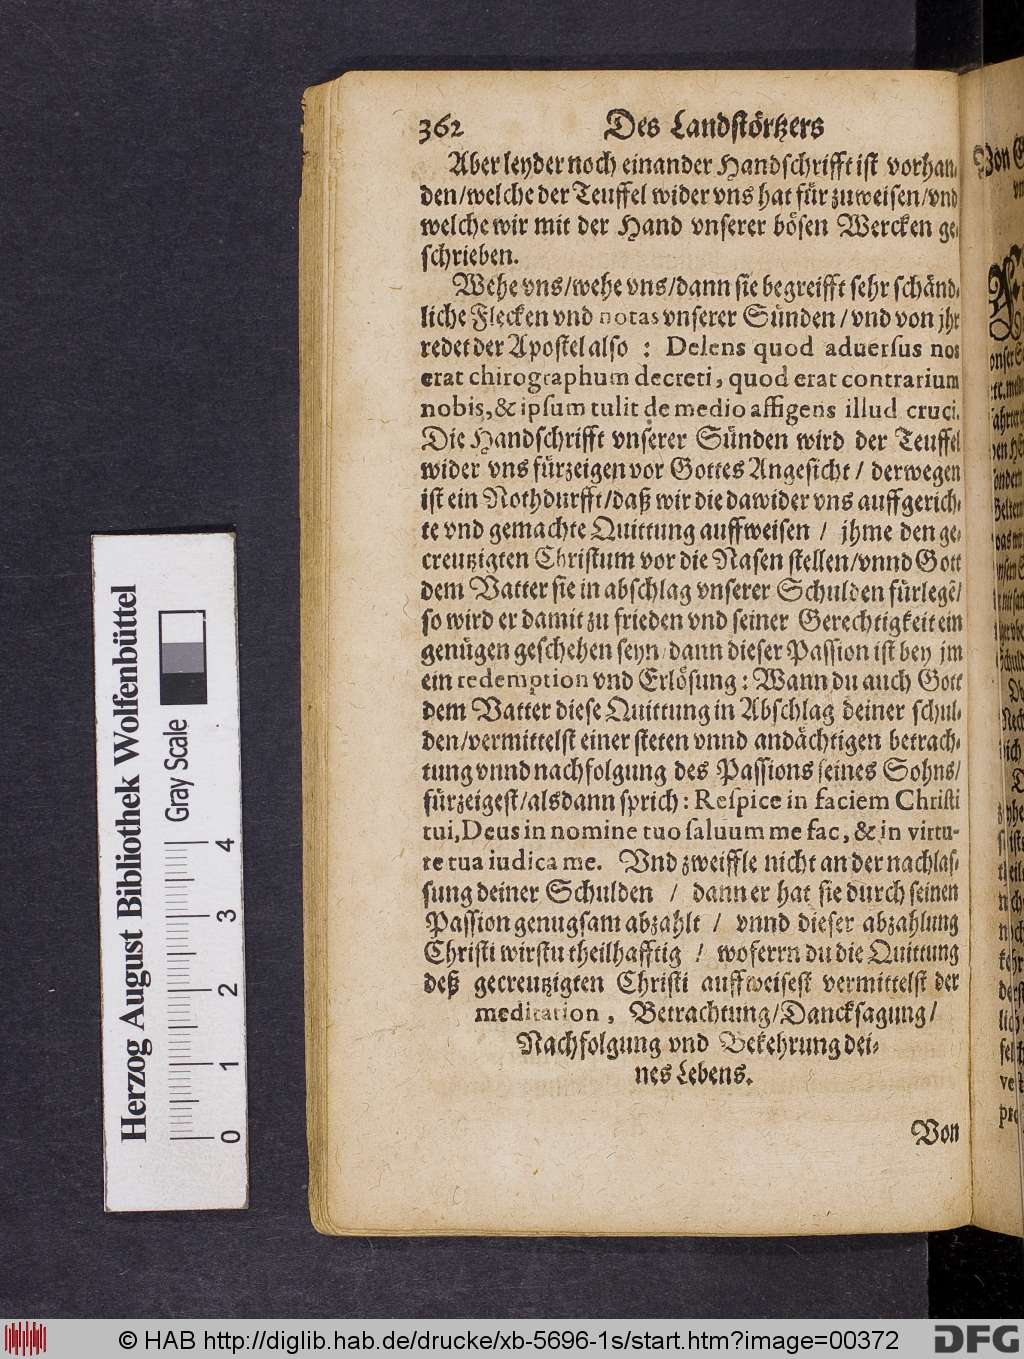 362 Des Landstörtzers
Aber leyder noch ein ander Handschrifft ist vorhan-
den/welche der Teuffel wider vns hat für zuweisen/vnd
welche wir mit der Hand vnserer bösen Wercken ge-
schrieben.
Wehe vns/wehe vns/dann sie begreifft sehr schänd-
liche Flecken vnd notas vnserer Sünden/vnd von jhr
redet der Apostel also : Delens quod aduersus nos
erat chirographum decreti, quod erat contrarium
nobis, & ipsum tulit de medio affigens illud cruci.
Die Handschrifft vnserer Sünden wird der Teuffel
wider vns fürzeigen vor Gottes Angesicht/ derwegen
ist ein Nothdurfft/daß wir die dawider vns auffgerich-
te vnd gemachte Quittung auffweisen / jhme den ge-
creutzigten Christum vor die Nasen stellen/vnnd Gott
dem Vatter sie in abschlag vnserer Schulden fürlegē/
so wird er damit zu frieden vnd seiner Gerechtigkeit ein
genügen geschehen seyn/dann dieser Passion ist bey jm
ein redemption vnd Erlösung: Wann du auch Gott
dem Vatter diese Quittung in Abschlag deiner schul-
den/vermittelst einer steten vnnd andächtigen betrach-
tung vnnd nachfolgung des Passions seines Sohns/
fürzeigest/alsdann sprich: Respice in faciem Christi
tui, Deus in nomine tuo saluum me fac, & in virtu-
te tua iudica me. Vnd zweiffle nicht an der nachlas-
sung deiner Schulden / dann er hat sie durch seinen
Passion genugsam abzahlt / vnnd dieser abzahlung
Christi wirstu theilhafftig / woferrn du die Quittung
deß gecreutzigten Christi auffweisest vermittelst der
meditation, Betrachtung/Dancksagung/
Nachfolgung vnd Bekehrung dei-
nes Lebens.
Von
Herzog August Bibliothek Wolfenbüttel
Gray Scale
0 1 2 3 4
© HAB http://diglib.hab.de/drucke/xb-5696-1s/start.htm?image=00372
DFG